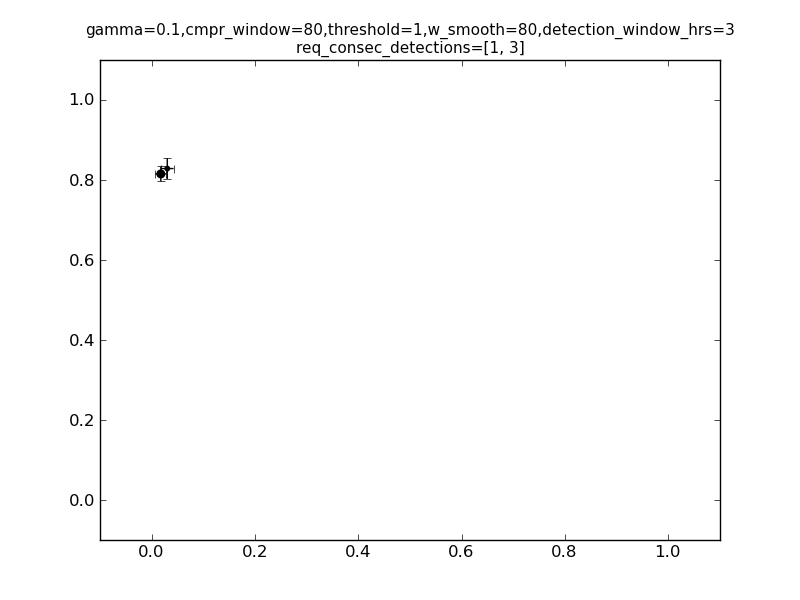 gamma=0.1,cmpr_window=80,threshold=1,w_smooth=80,detection_window_hrs=3
req_consec_detections=[1, 3]
1.0
0.8
0.6
0.4
0.2
0.0
0.0 0.2 0.4 0.6 0.8 1.0